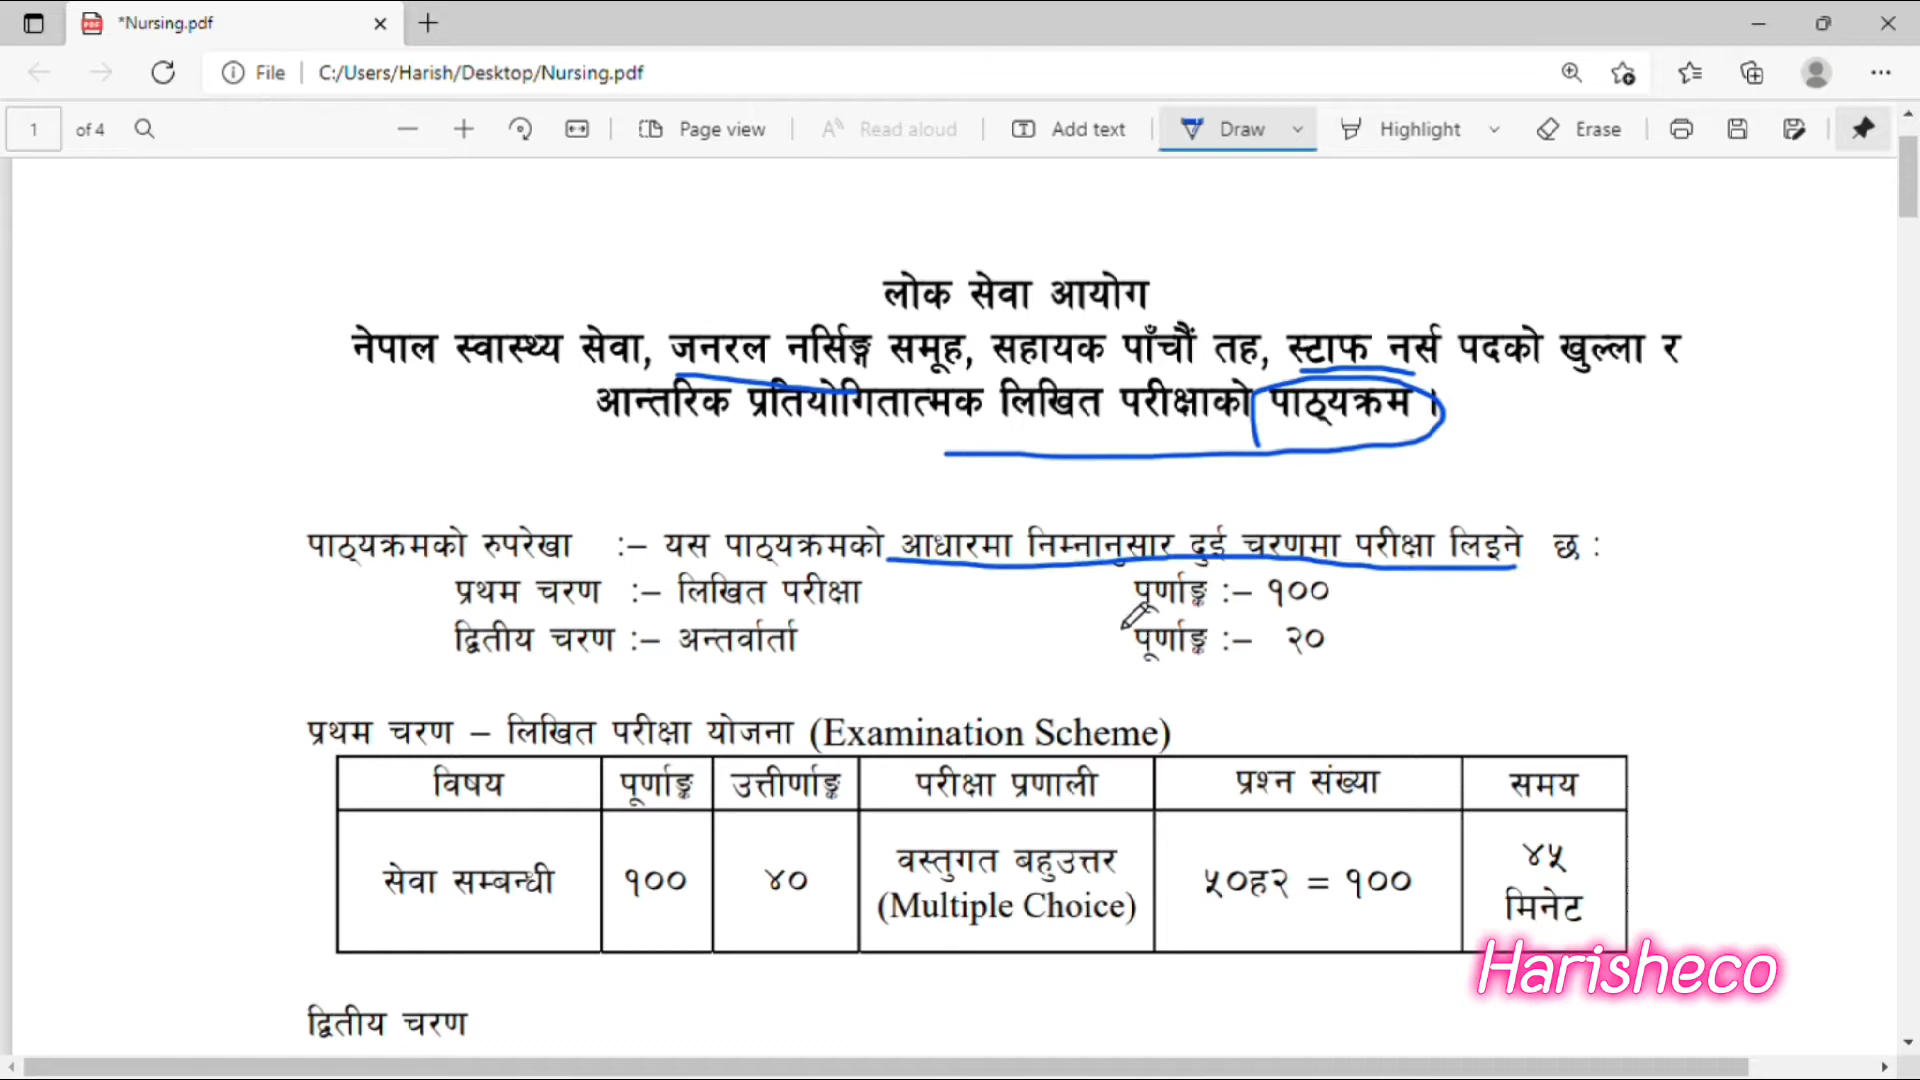 *Nursing.pdf
File C:/Users/Harish/Desktop/Nursing.pdf
1 of 4 Page view Read aloud Add text Draw Highlight Erase
लोक सेवा आयोग
नेपाल स्वास्थ्य सेवा, जनरल नर्सिङ्ग समूह, सहायक पाँचौं तह, स्टाफ नर्स पदको खुल्ला र
आन्तरिक प्रतियोगितात्मक लिखित परीक्षाको पाठ्यक्रम ।
पाठ्यक्रमको रुपरेखा :– यस पाठ्यक्रमको आधारमा निम्नानुसार दुई चरणमा परीक्षा लिइने छ :
प्रथम चरण :– लिखित परीक्षा पूर्णाङ्क :– १००
द्वितीय चरण :– अन्तर्वार्ता पूर्णाङ्क :– २०
प्रथम चरण – लिखित परीक्षा योजना (Examination Scheme)
विषय पूर्णाङ्क उत्तीर्णाङ्क परीक्षा प्रणाली प्रश्न संख्या समय
सेवा सम्बन्धी १०० ४० वस्तुगत बहुउत्तर (Multiple Choice) ५०ह२ = १०० ४५ मिनेट
Harisheco
द्वितीय चरण